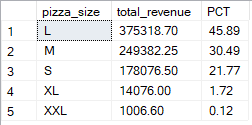 pizza_size total_revenue PCT
1 L 375318.70 45.89
2 M 249382.25 30.49
3 S 178076.50 21.77
4 XL 14076.00 1.72
5 XXL 1006.60 0.12